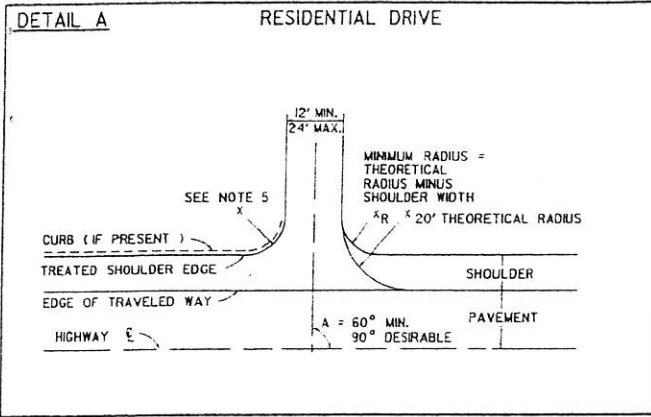 DETAIL A
RESIDENTIAL DRIVE
12' MIN.
24' MAX.
MINIMUM RADIUS =
THEORETICAL
RADIUS MINUS
SHOULDER WIDTH
SEE NOTE 5
X
X R
X 20' THEORETICAL RADIUS
CURB ( IF PRESENT )
TREATED SHOULDER EDGE
SHOULDER
EDGE OF TRAVELED WAY
PAVEMENT
A = 60° MIN.
90° DESIRABLE
HIGHWAY ℄